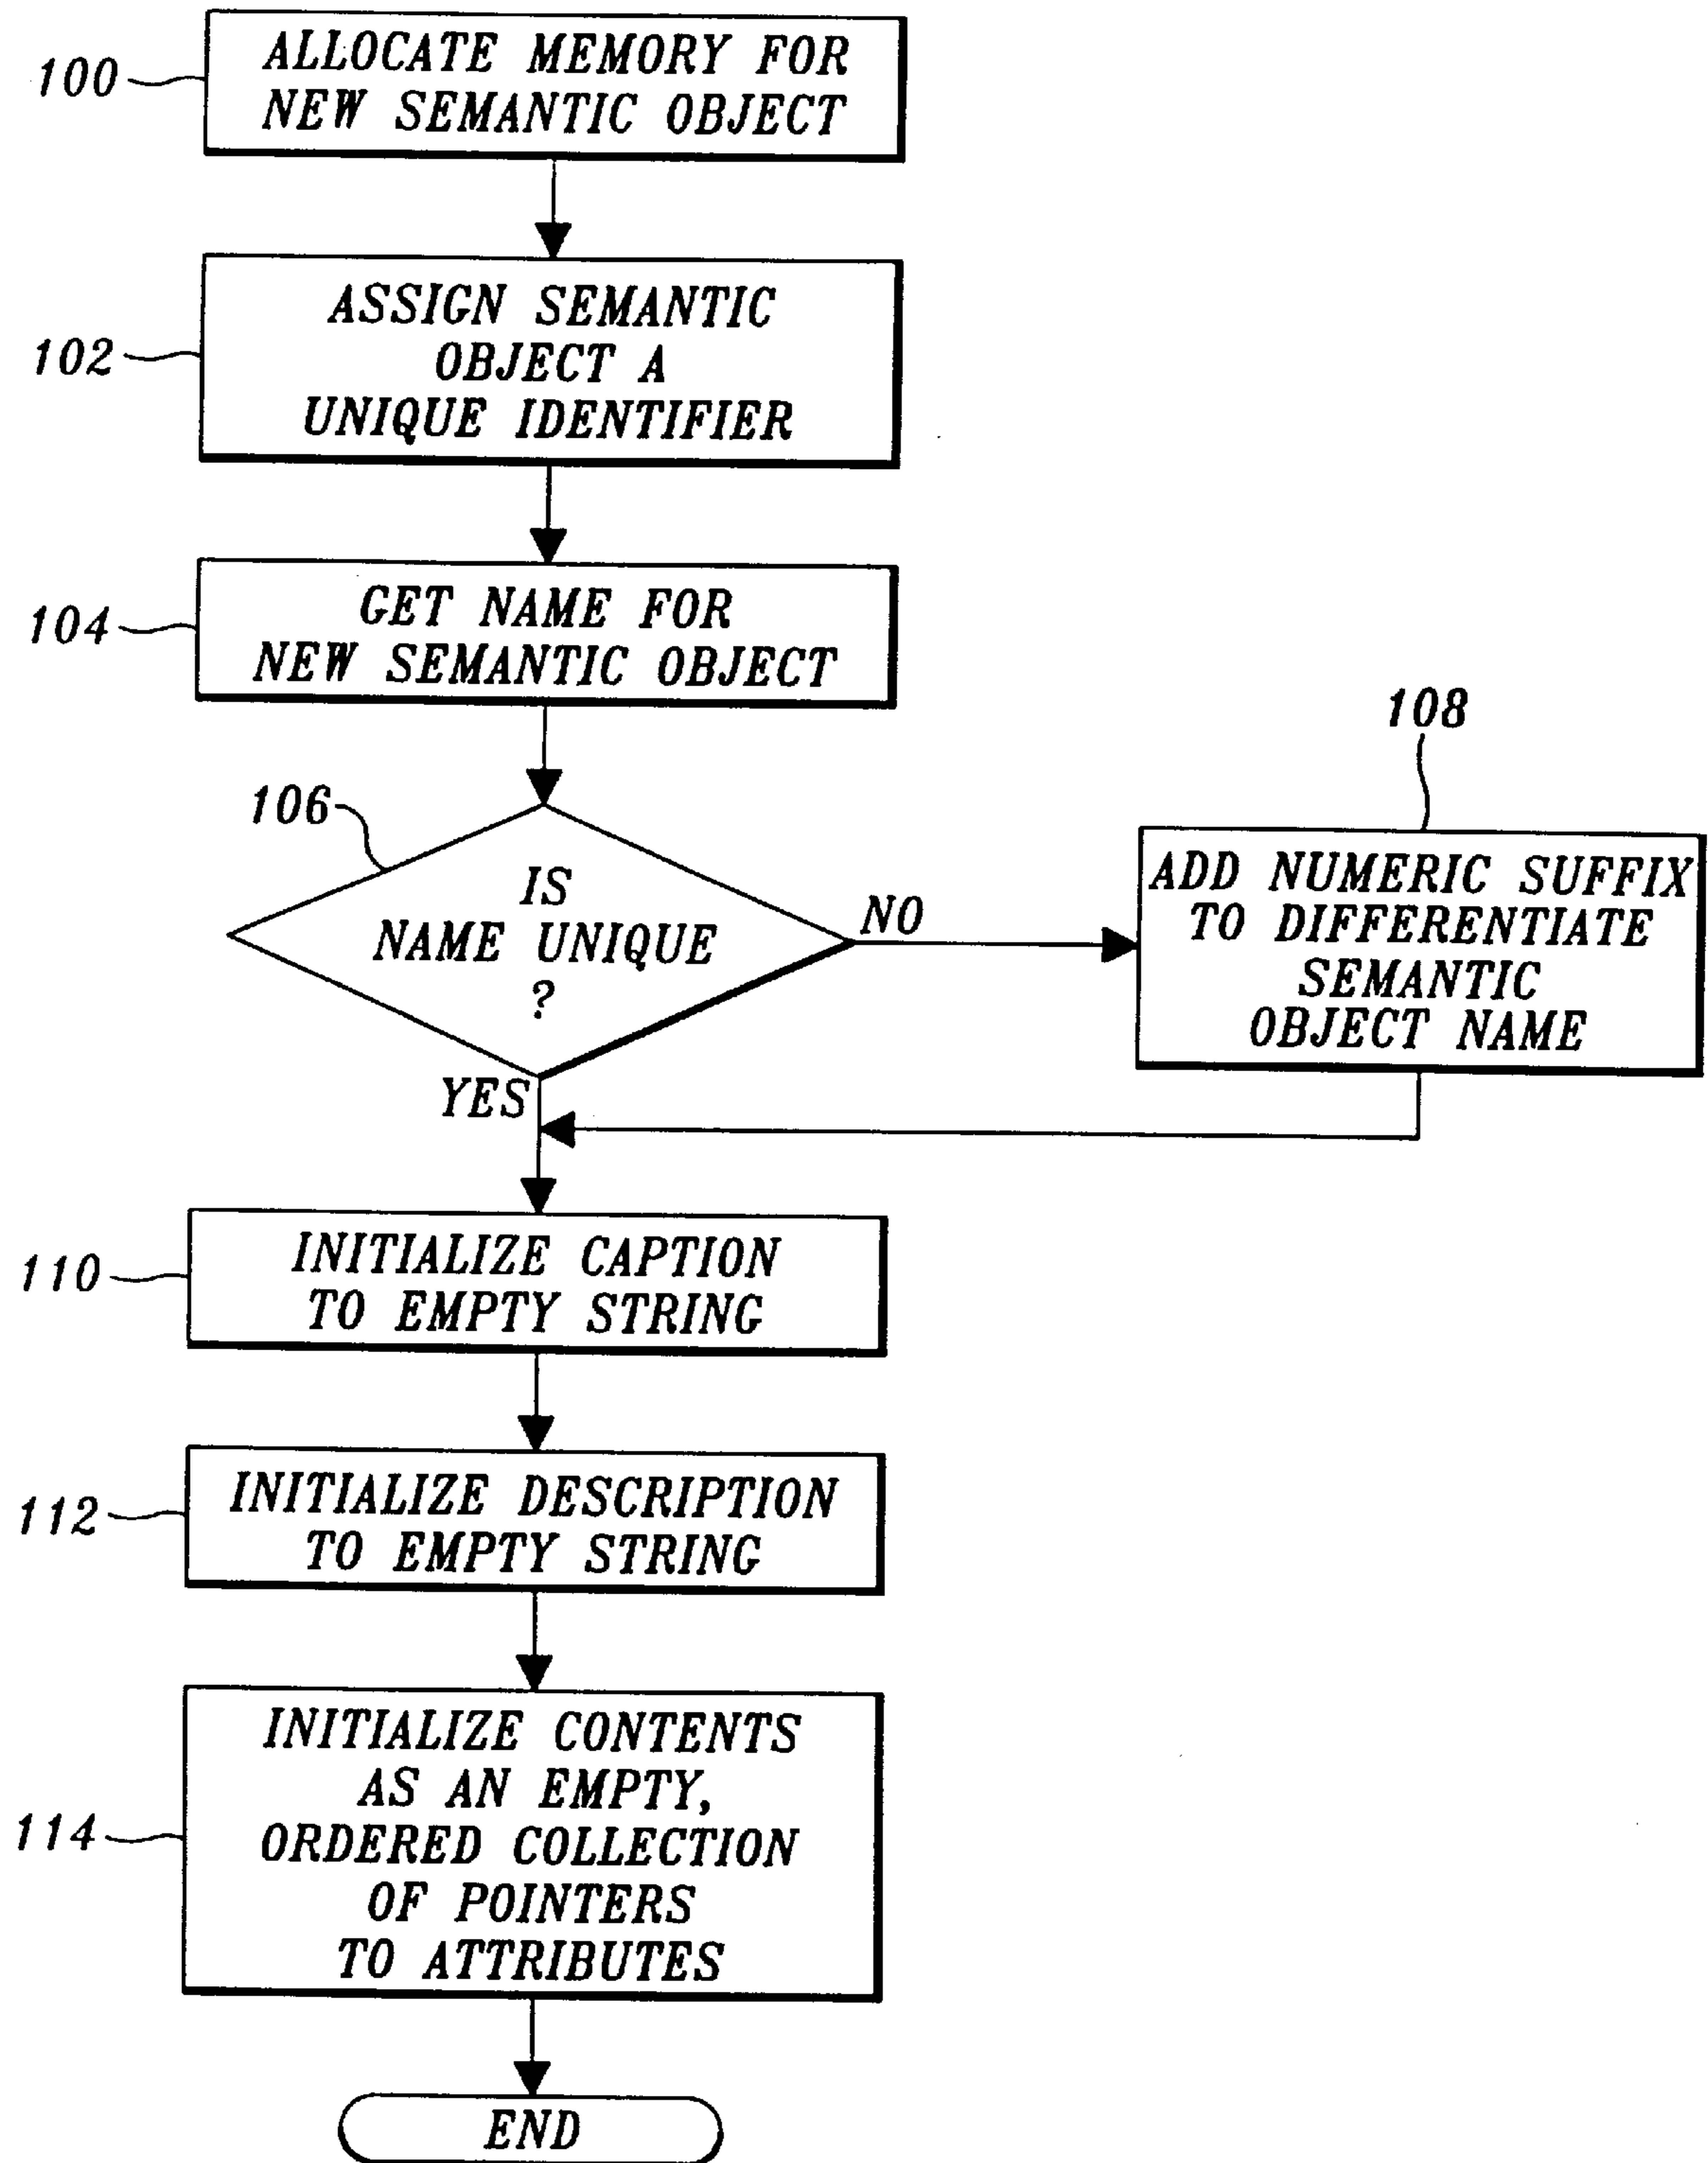 100
ALLOCATE MEMORY FOR
NEW SEMANTIC OBJECT
102
ASSIGN SEMANTIC
OBJECT A
UNIQUE IDENTIFIER
104
GET NAME FOR
NEW SEMANTIC OBJECT
106
IS
NAME UNIQUE
?
NO
108
ADD NUMERIC SUFFIX
TO DIFFERENTIATE
SEMANTIC
OBJECT NAME
YES
110
INITIALIZE CAPTION
TO EMPTY STRING
112
INITIALIZE DESCRIPTION
TO EMPTY STRING
114
INITIALIZE CONTENTS
AS AN EMPTY,
ORDERED COLLECTION
OF POINTERS
TO ATTRIBUTES
END